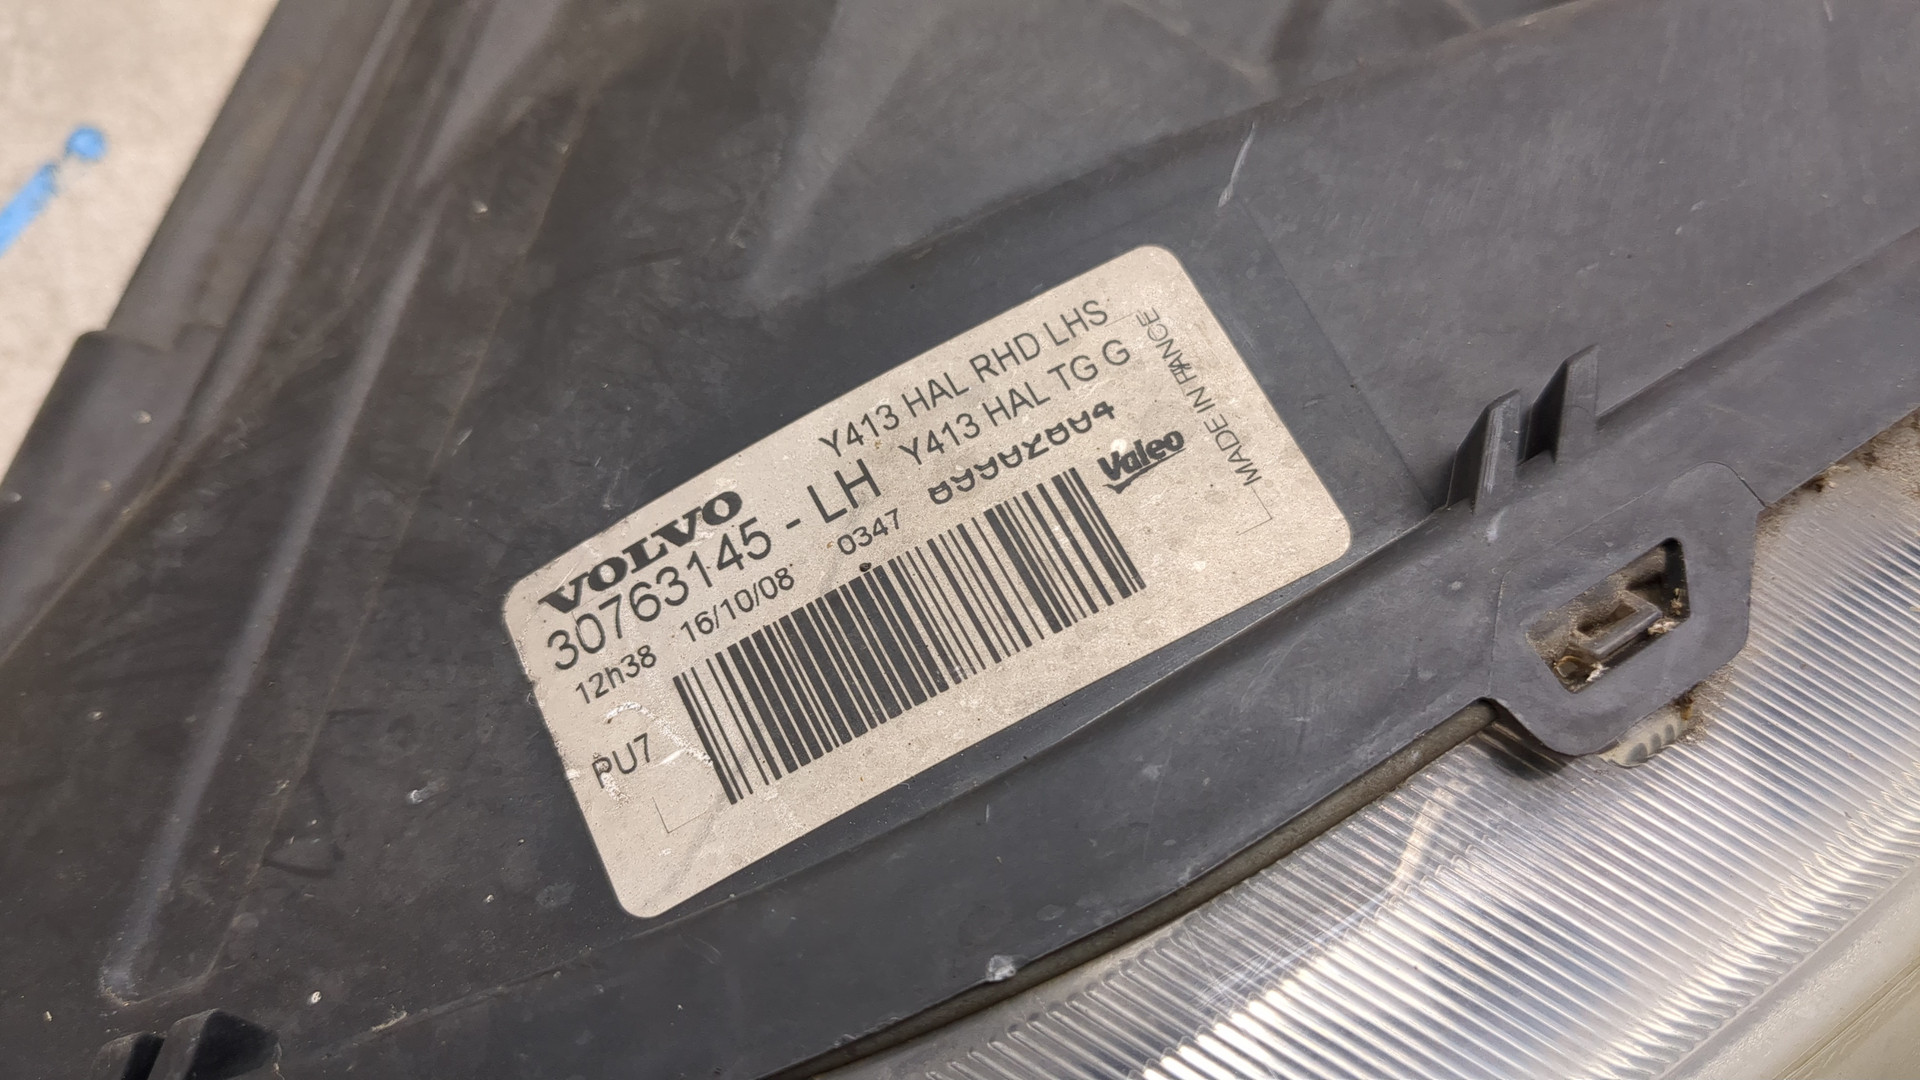 VOLVO
30763145 - LH
Y413 HAL RHD LHS
Y413 HAL TG G
12h38 16/10/08 0347
Valeo
MADE IN FRANCE
PU7